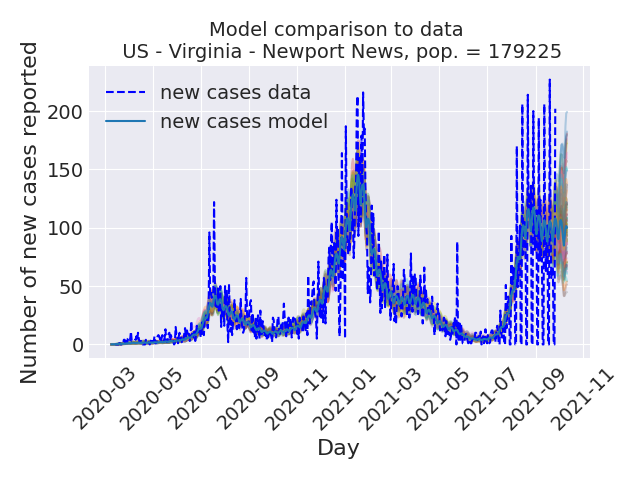 Model comparison to data
US - Virginia - Newport News, pop. = 179225
new cases data
new cases model
Number of new cases reported
200
150
100
50
0
2020-03
2020-05
2020-07
2020-09
2020-11
2021-01
2021-03
2021-05
2021-07
2021-09
2021-11
Day